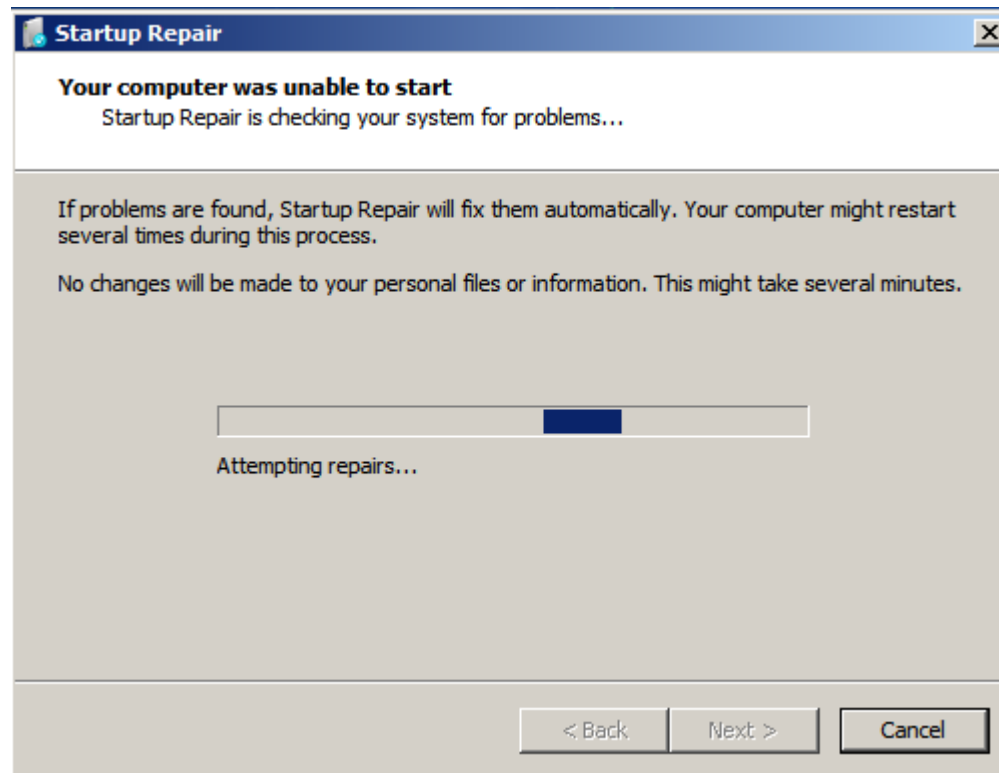 Startup Repair
Your computer was unable to start
Startup Repair is checking your system for problems...
If problems are found, Startup Repair will fix them automatically. Your computer might restart
several times during this process.
No changes will be made to your personal files or information. This might take several minutes.
Attempting repairs...
< Back
Next >
Cancel